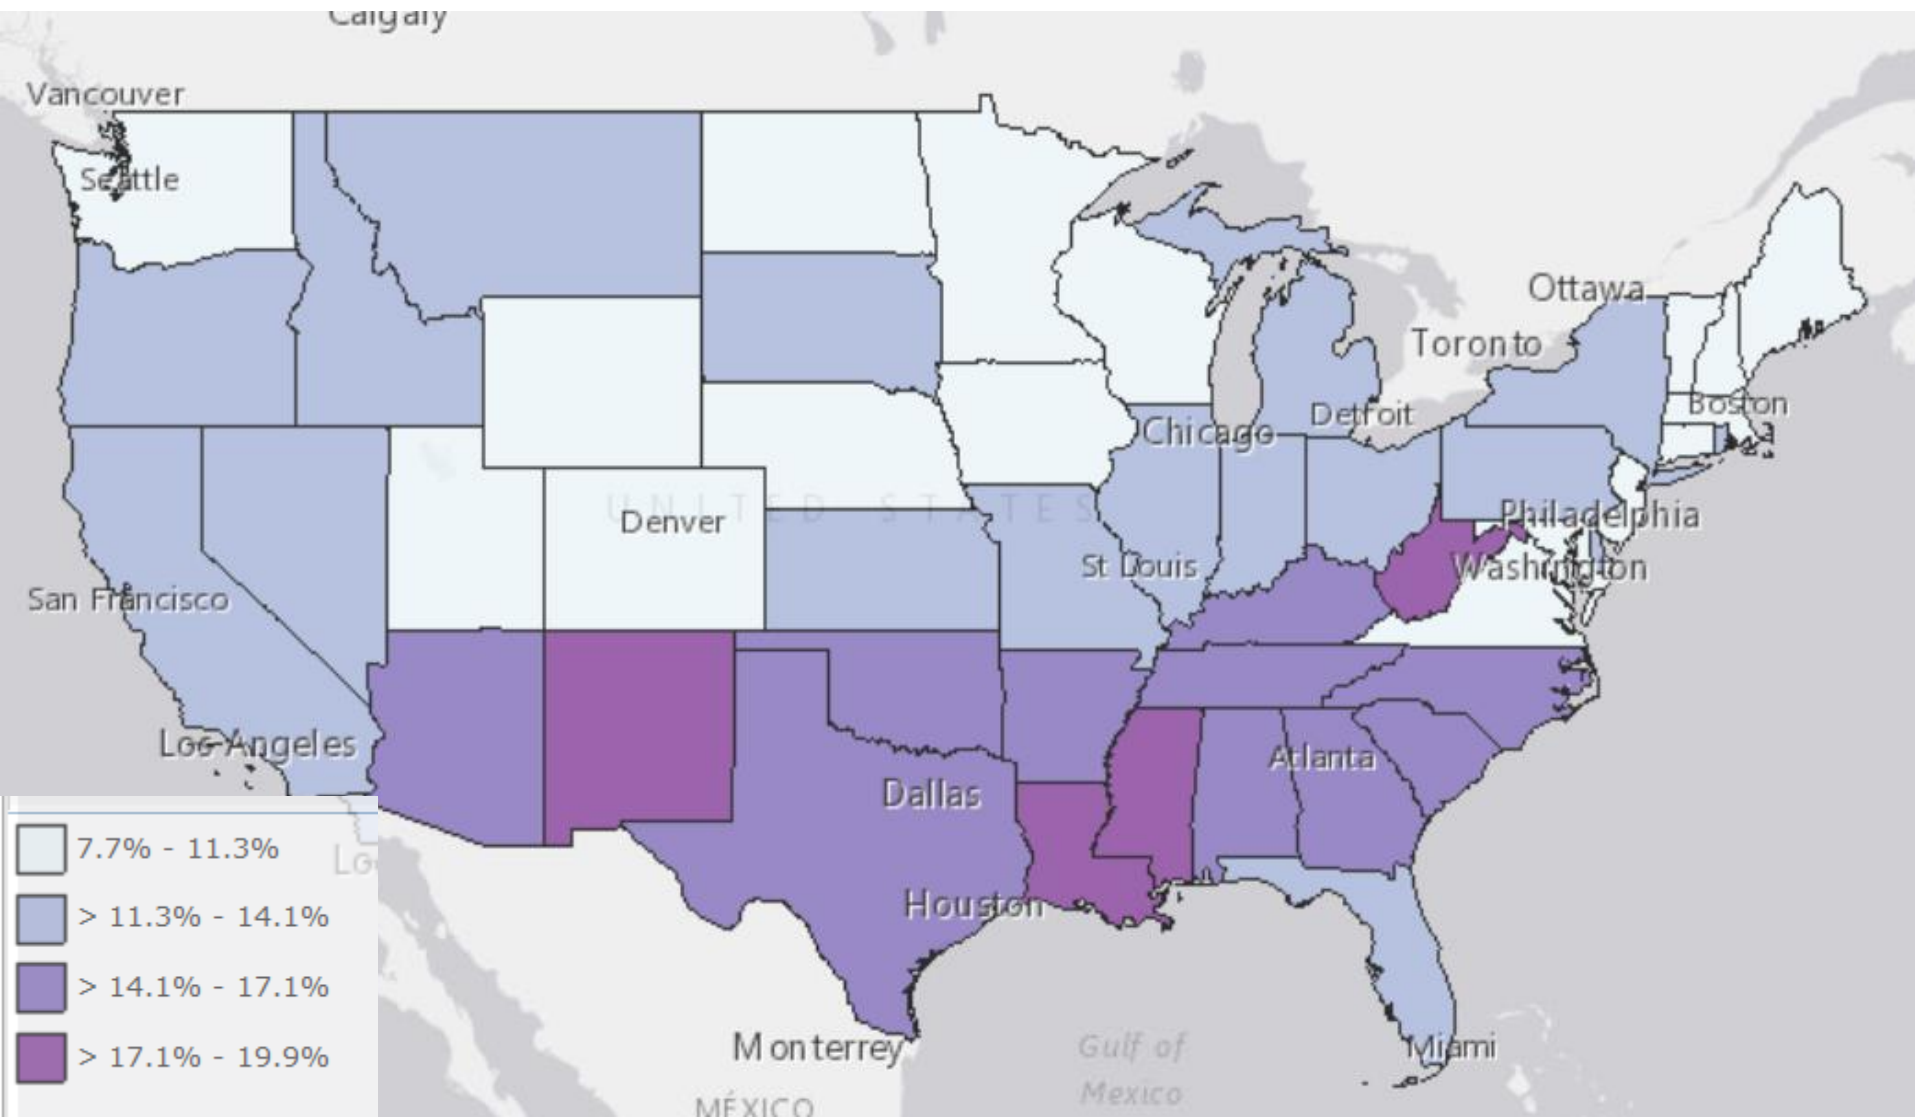 Calgary
Vancouver
Seattle
Ottawa
Toronto
Boston
Detroit
Chicago
UNITED STATES
Denver
Philadelphia
St Louis
Washington
San Francisco
Los Angeles
Atlanta
Dallas
7.7% - 11.3%
Lo
Houston
> 11.3% - 14.1%
> 14.1% - 17.1%
Monterrey
Gulf of
Mexico
Miami
> 17.1% - 19.9%
MÉXICO